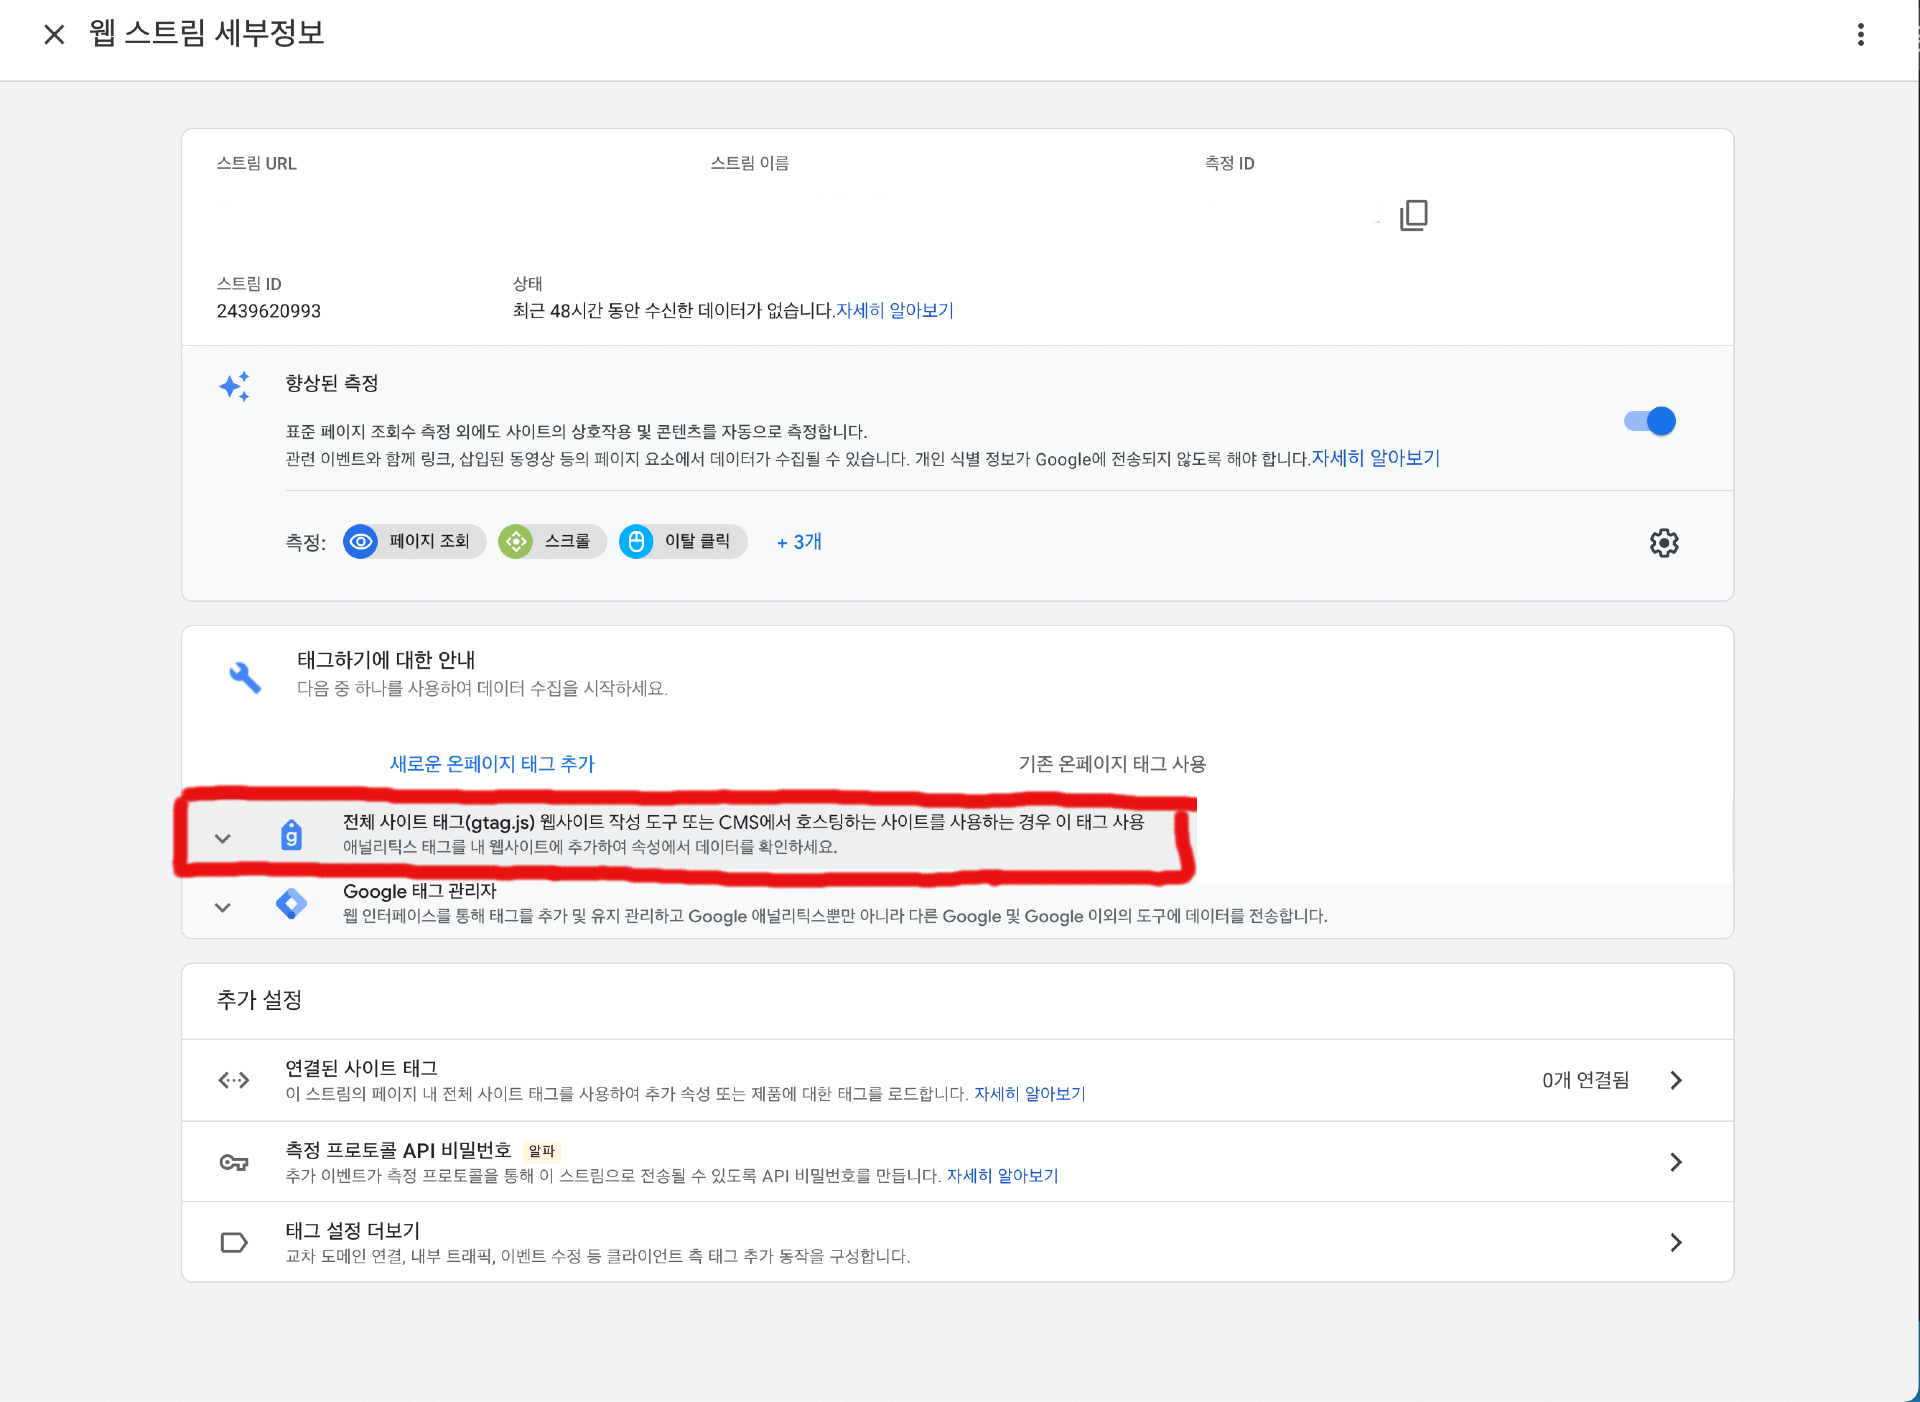 웹 스트림 세부정보
스트림 URL
스트림 이름
측정 ID
스트림 ID
2439620993
상태
최근 48시간 동안 수신한 데이터가 없습니다.자세히 알아보기
향상된 측정
표준 페이지 조회수 측정 외에도 사이트의 상호작용 및 콘텐츠를 자동으로 측정합니다.
관련 이벤트와 함께 링크, 삽입된 동영상 등의 페이지 요소에서 데이터가 수집될 수 있습니다. 개인 식별 정보가 Google에 전송되지 않도록 해야 합니다.자세히 알아보기
측정: 페이지 조회 스크롤 이탈 클릭 + 3개
태그하기에 대한 안내
다음 중 하나를 사용하여 데이터 수집을 시작하세요.
새로운 온페이지 태그 추가
기존 온페이지 태그 사용
전체 사이트 태그(gtag.js) 웹사이트 작성 도구 또는 CMS에서 호스팅하는 사이트를 사용하는 경우 이 태그 사용
애널리틱스 태그를 내 웹사이트에 추가하여 속성에서 데이터를 확인하세요.
Google 태그 관리자
웹 인터페이스를 통해 태그를 추가 및 유지 관리하고 Google 애널리틱스뿐만 아니라 다른 Google 및 Google 이외의 도구에 데이터를 전송합니다.
추가 설정
연결된 사이트 태그
이 스트림의 페이지 내 전체 사이트 태그를 사용하여 추가 속성 또는 제품에 대한 태그를 로드합니다. 자세히 알아보기
0개 연결됨
측정 프로토콜 API 비밀번호 알파
추가 이벤트가 측정 프로토콜을 통해 이 스트림으로 전송될 수 있도록 API 비밀번호를 만듭니다. 자세히 알아보기
태그 설정 더보기
교차 도메인 연결, 내부 트래픽, 이벤트 수정 등 클라이언트 측 태그 추가 동작을 구성합니다.